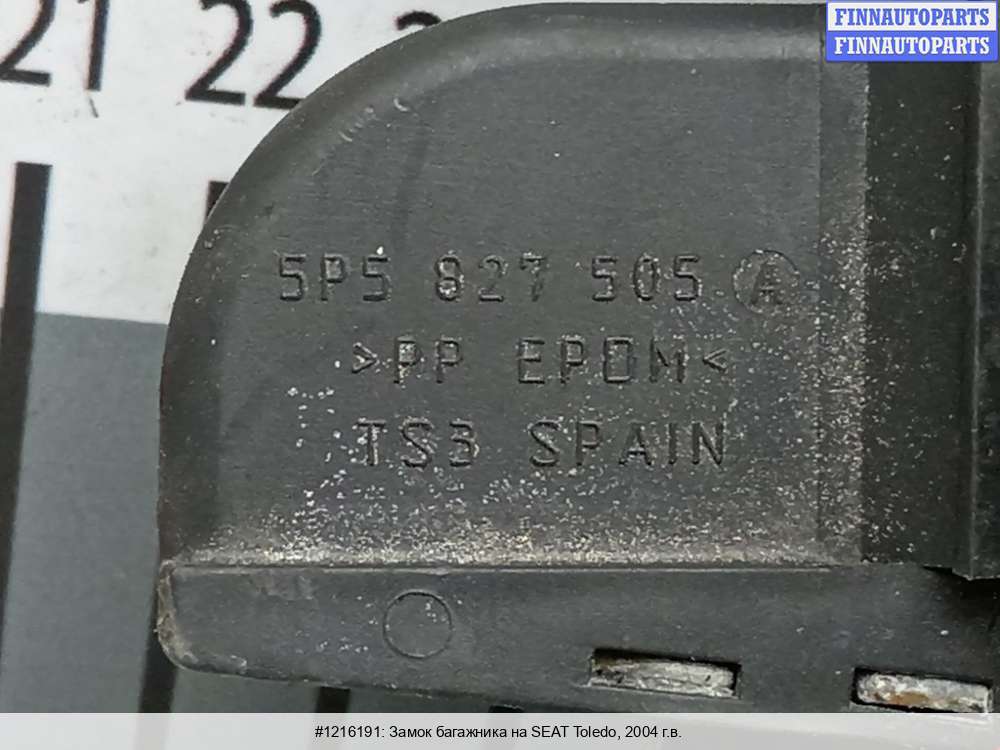 FINNAUTOPARTS
FINNAUTOPARTS
21 22
5P5 827 505 A
>PP EPDM<
TS3 SPAIN
#1216191: Замок багажника на SEAT Toledo, 2004 г.в.